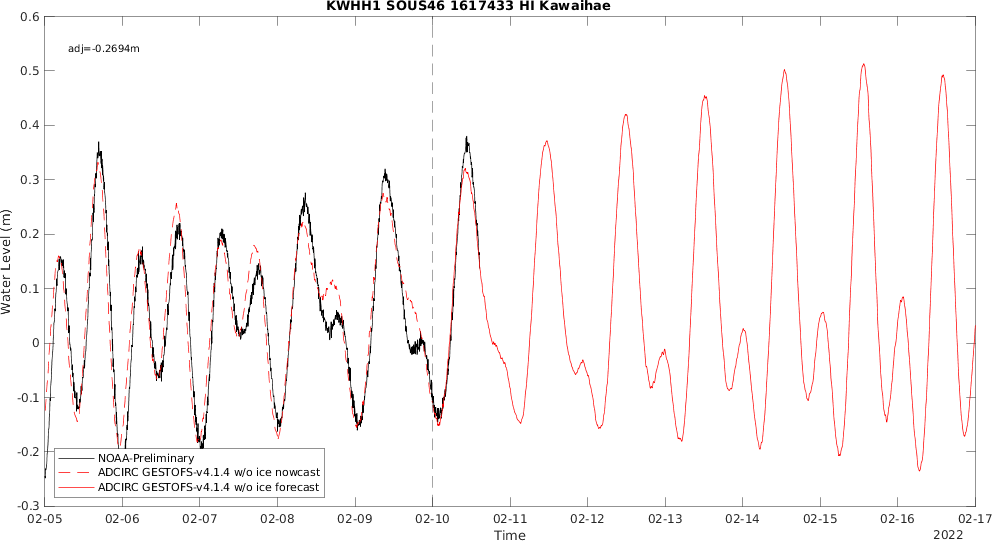 KWHH1 SOUS46 1617433 HI Kawaihae
adj=-0.2694m
Water Level (m)
0.6
0.5
0.4
0.3
0.2
0.1
0
-0.1
-0.2
-0.3
NOAA-Preliminary
ADCIRC GESTOFS-v4.1.4 w/o ice nowcast
ADCIRC GESTOFS-v4.1.4 w/o ice forecast
02-05 02-06 02-07 02-08 02-09 02-10 02-11 02-12 02-13 02-14 02-15 02-16 02-17
Time
2022